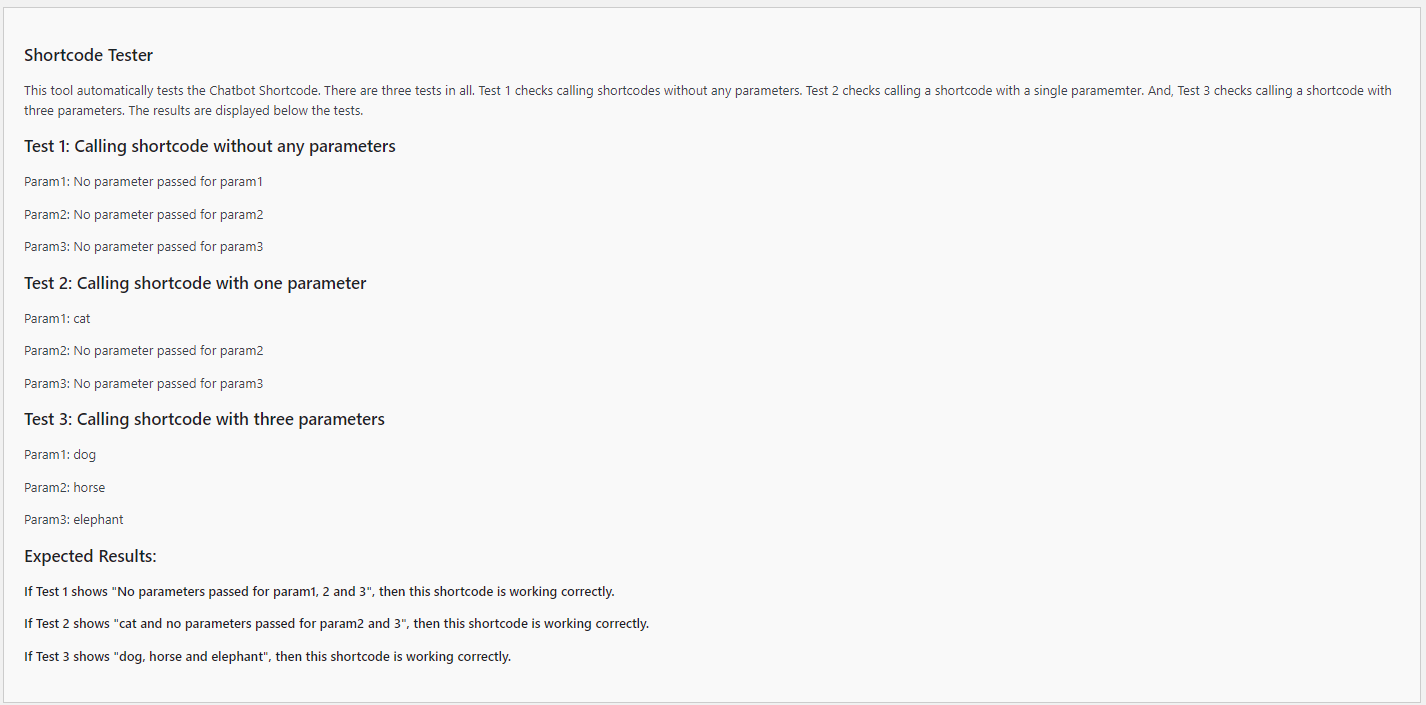 Shortcode Tester
This tool automatically tests the Chatbot Shortcode. There are three tests in all. Test 1 checks calling shortcodes without any parameters. Test 2 checks calling a shortcode with a single paramemter. And, Test 3 checks calling a shortcode with
three parameters. The results are displayed below the tests.
Test 1: Calling shortcode without any parameters
Param1: No parameter passed for param1
Param2: No parameter passed for param2
Param3: No parameter passed for param3
Test 2: Calling shortcode with one parameter
Param1: cat
Param2: No parameter passed for param2
Param3: No parameter passed for param3
Test 3: Calling shortcode with three parameters
Param1: dog
Param2: horse
Param3: elephant
Expected Results:
If Test 1 shows "No parameters passed for param1, 2 and 3", then this shortcode is working correctly.
If Test 2 shows "cat and no parameters passed for param2 and 3", then this shortcode is working correctly.
If Test 3 shows "dog, horse and elephant", then this shortcode is working correctly.